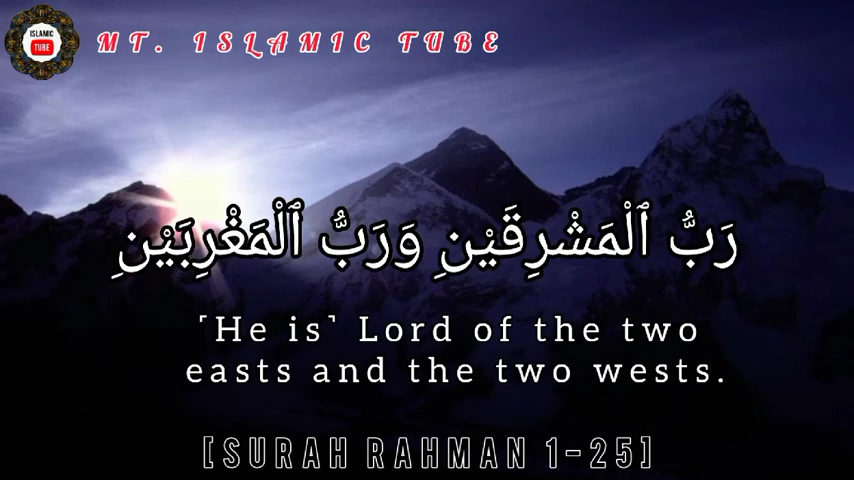 ISLAMIC
TUBE
MT. ISLAMIC TUBE
رَبُّ ٱلْمَشْرِقَيْنِ وَرَبُّ ٱلْمَغْرِبَيْنِ
˹He is˺ Lord of the two
easts and the two wests.
[SURAH RAHMAN 1-25]